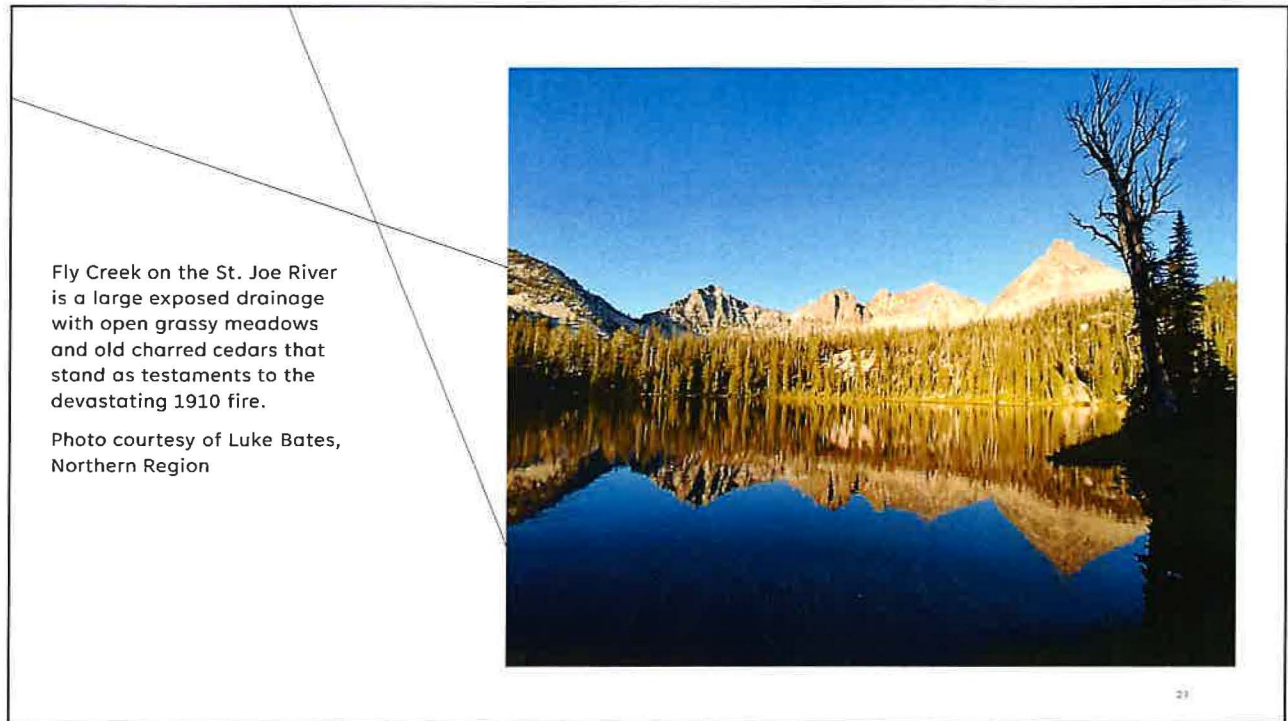 Fly Creek on the St. Joe River
is a large exposed drainage
with open grassy meadows
and old charred cedars that
stand as testaments to the
devastating 1910 fire.
Photo courtesy of Luke Bates,
Northern Region